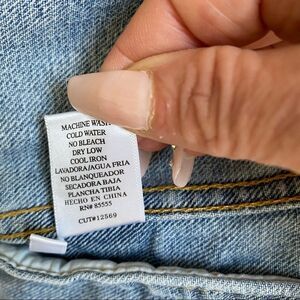 MACHINE WASH
COLD WATER
NO BLEACH
DRY LOW
COOL IRON
LAVADORA/AGUA FRIA
NO BLANQUEADOR
SECADORA BAJA
PLANCHA TIBIA
HECHO EN CHINA
RN# 85555
CUT#12569